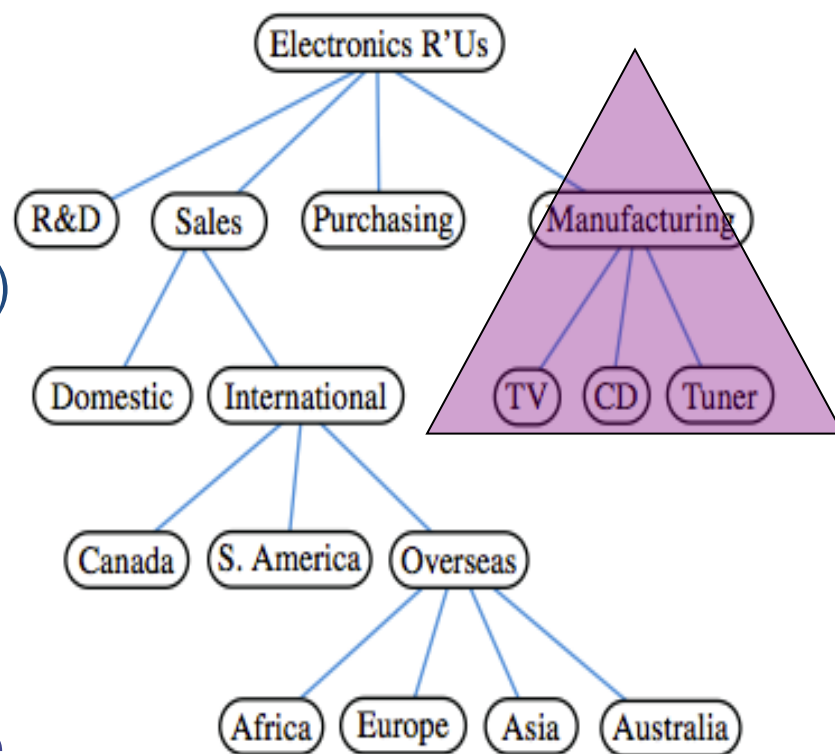 Electronics R'Us
R&D Sales Purchasing Manufacturing
)
Domestic International TV CD Tuner
Canada S. America Overseas
Africa Europe Asia Australia